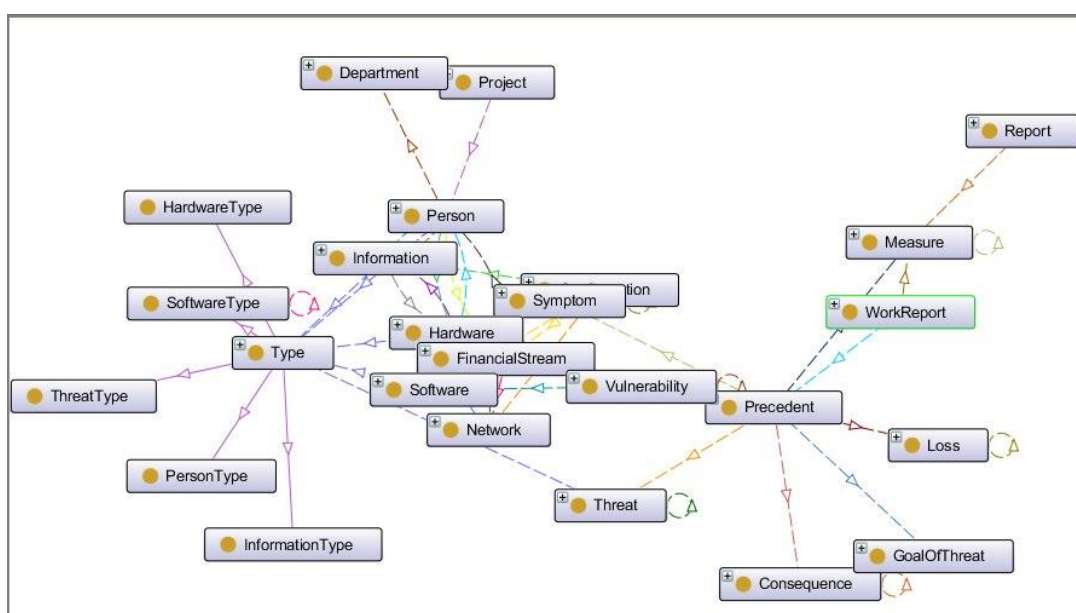 Department
Project
Report
HardwareType
Person
Measure
Information
SoftwareType
Symptom
WorkReport
Hardware
Type
FinancialStream
ThreatType
Software
Vulnerability
Precedent
Network
Loss
PersonType
Threat
InformationType
GoalOfThreat
Consequence